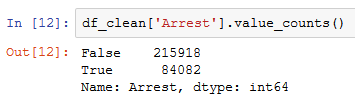 In [12]: df_clean['Arrest'].value_counts()
Out[12]: False    215918
True      84082
Name: Arrest, dtype: int64